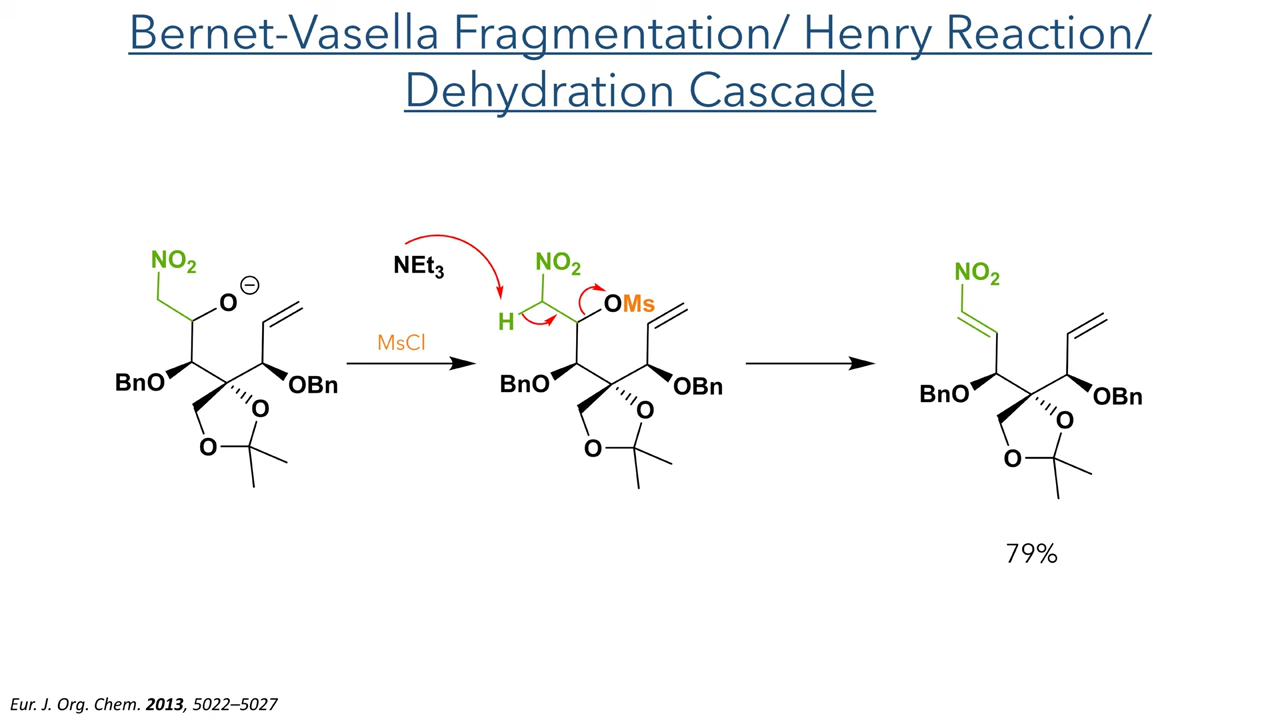 Bernet-Vasella Fragmentation/ Henry Reaction/
Dehydration Cascade
NO2
O ⊖
BnO
OBn
O
O
NEt3
MsCl
NO2
H
OMs
BnO
OBn
O
O
NO2
BnO
OBn
O
O
79%
Eur. J. Org. Chem. 2013, 5022–5027